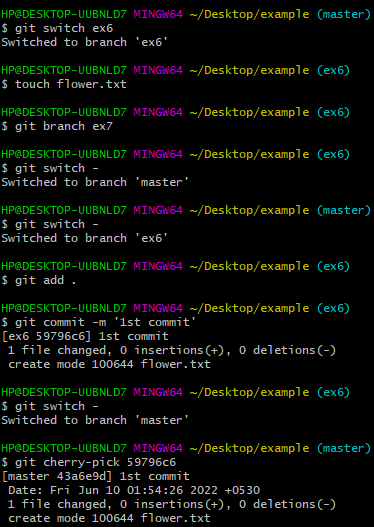 HP@DESKTOP-UUBNLD7 MINGW64 ~/Desktop/example (master)
$ git switch ex6
Switched to branch 'ex6'
HP@DESKTOP-UUBNLD7 MINGW64 ~/Desktop/example (ex6)
$ touch flower.txt
HP@DESKTOP-UUBNLD7 MINGW64 ~/Desktop/example (ex6)
$ git branch ex7
HP@DESKTOP-UUBNLD7 MINGW64 ~/Desktop/example (ex6)
$ git switch -
Switched to branch 'master'
HP@DESKTOP-UUBNLD7 MINGW64 ~/Desktop/example (master)
$ git switch -
Switched to branch 'ex6'
HP@DESKTOP-UUBNLD7 MINGW64 ~/Desktop/example (ex6)
$ git add .
HP@DESKTOP-UUBNLD7 MINGW64 ~/Desktop/example (ex6)
$ git commit -m '1st commit'
[ex6 59796c6] 1st commit
 1 file changed, 0 insertions(+), 0 deletions(-)
 create mode 100644 flower.txt
HP@DESKTOP-UUBNLD7 MINGW64 ~/Desktop/example (ex6)
$ git switch -
Switched to branch 'master'
HP@DESKTOP-UUBNLD7 MINGW64 ~/Desktop/example (master)
$ git cherry-pick 59796c6
[master 43a6e9d] 1st commit
 Date: Fri Jun 10 01:54:26 2022 +0530
 1 file changed, 0 insertions(+), 0 deletions(-)
 create mode 100644 flower.txt